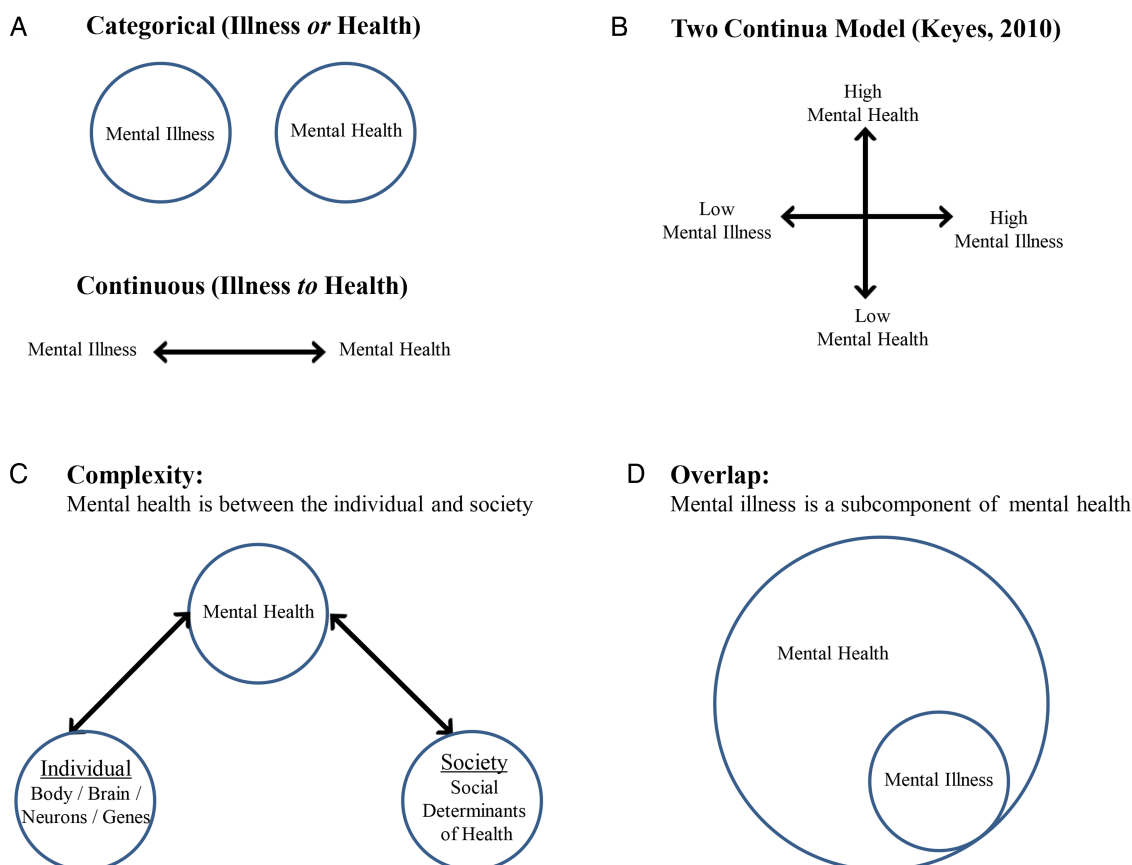 A
Categorical (Illness or Health)
Mental Illness
Mental Health
Continuous (Illness to Health)
Mental Illness
Mental Health
B
Two Continua Model (Keyes, 2010)
High
Mental Health
Low
Mental Illness
High
Mental Illness
Low
Mental Health
C
Complexity:
Mental health is between the individual and society
Mental Health
Individual
Body / Brain /
Neurons / Genes
Society
Social
Determinants
of Health
D
Overlap:
Mental illness is a subcomponent of mental health
Mental Health
Mental Illness